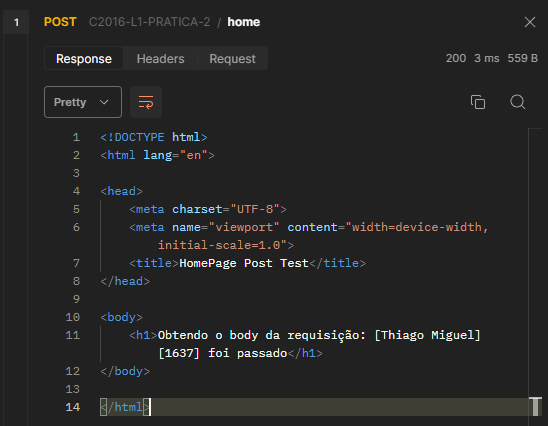 1 POST C2016-L1-PRATICA-2 / home
Response Headers Request 200 3 ms 559 B
Pretty
1 <!DOCTYPE html>
2 <html lang="en">
3
4 <head>
5 <meta charset="UTF-8">
6 <meta name="viewport" content="width=device-width,
initial-scale=1.0">
7 <title>HomePage Post Test</title>
8 </head>
9
10 <body>
11 <h1>Obtendo o body da requisição: [Thiago Miguel]
[1637] foi passado</h1>
12 </body>
13
14 </html>